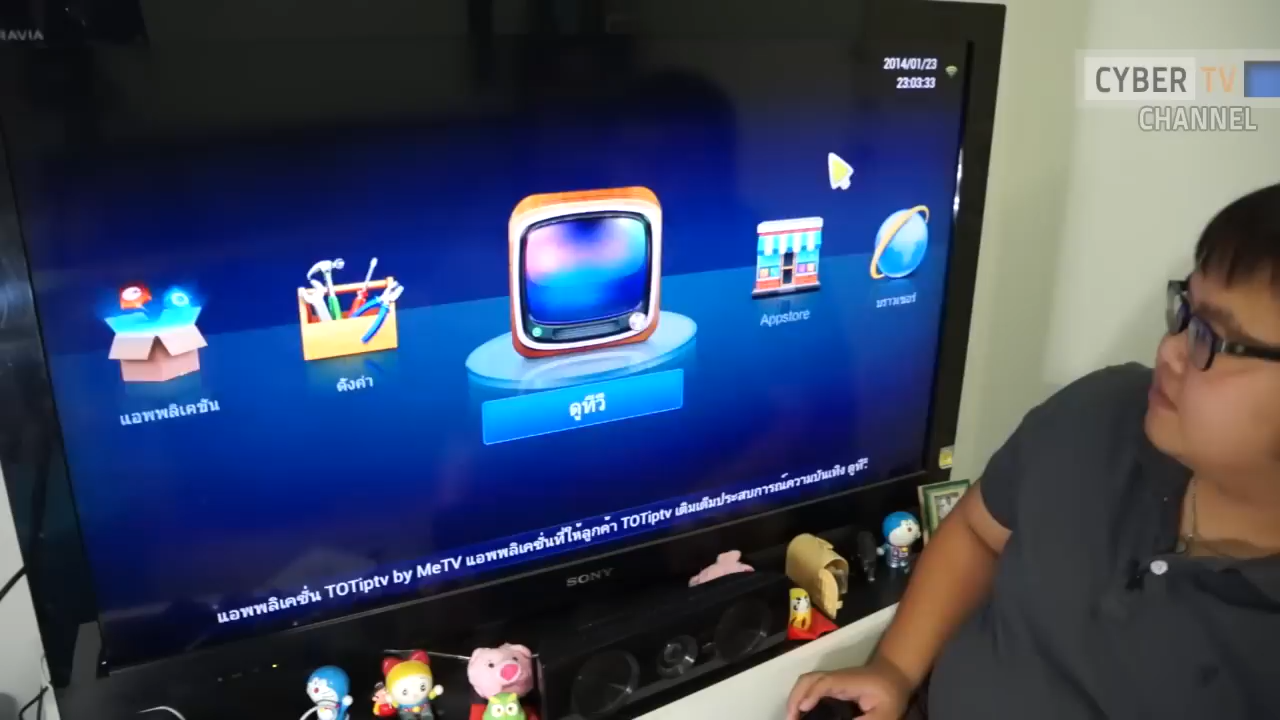 BRAVIA
2014/01/23
23:03:33
CYBER TV
CHANNEL
แอพพลิเคชัน
ตั้งค่า
ดูทีวี
Appstore
บราวเซอร์
แอพพลิเคชั่น TOTiptv by MeTV แอพพลิเคชั่นที่ให้ลูกค้า TOTiptv เติมเต็มประสบการณ์ความบันเทิง
SONY